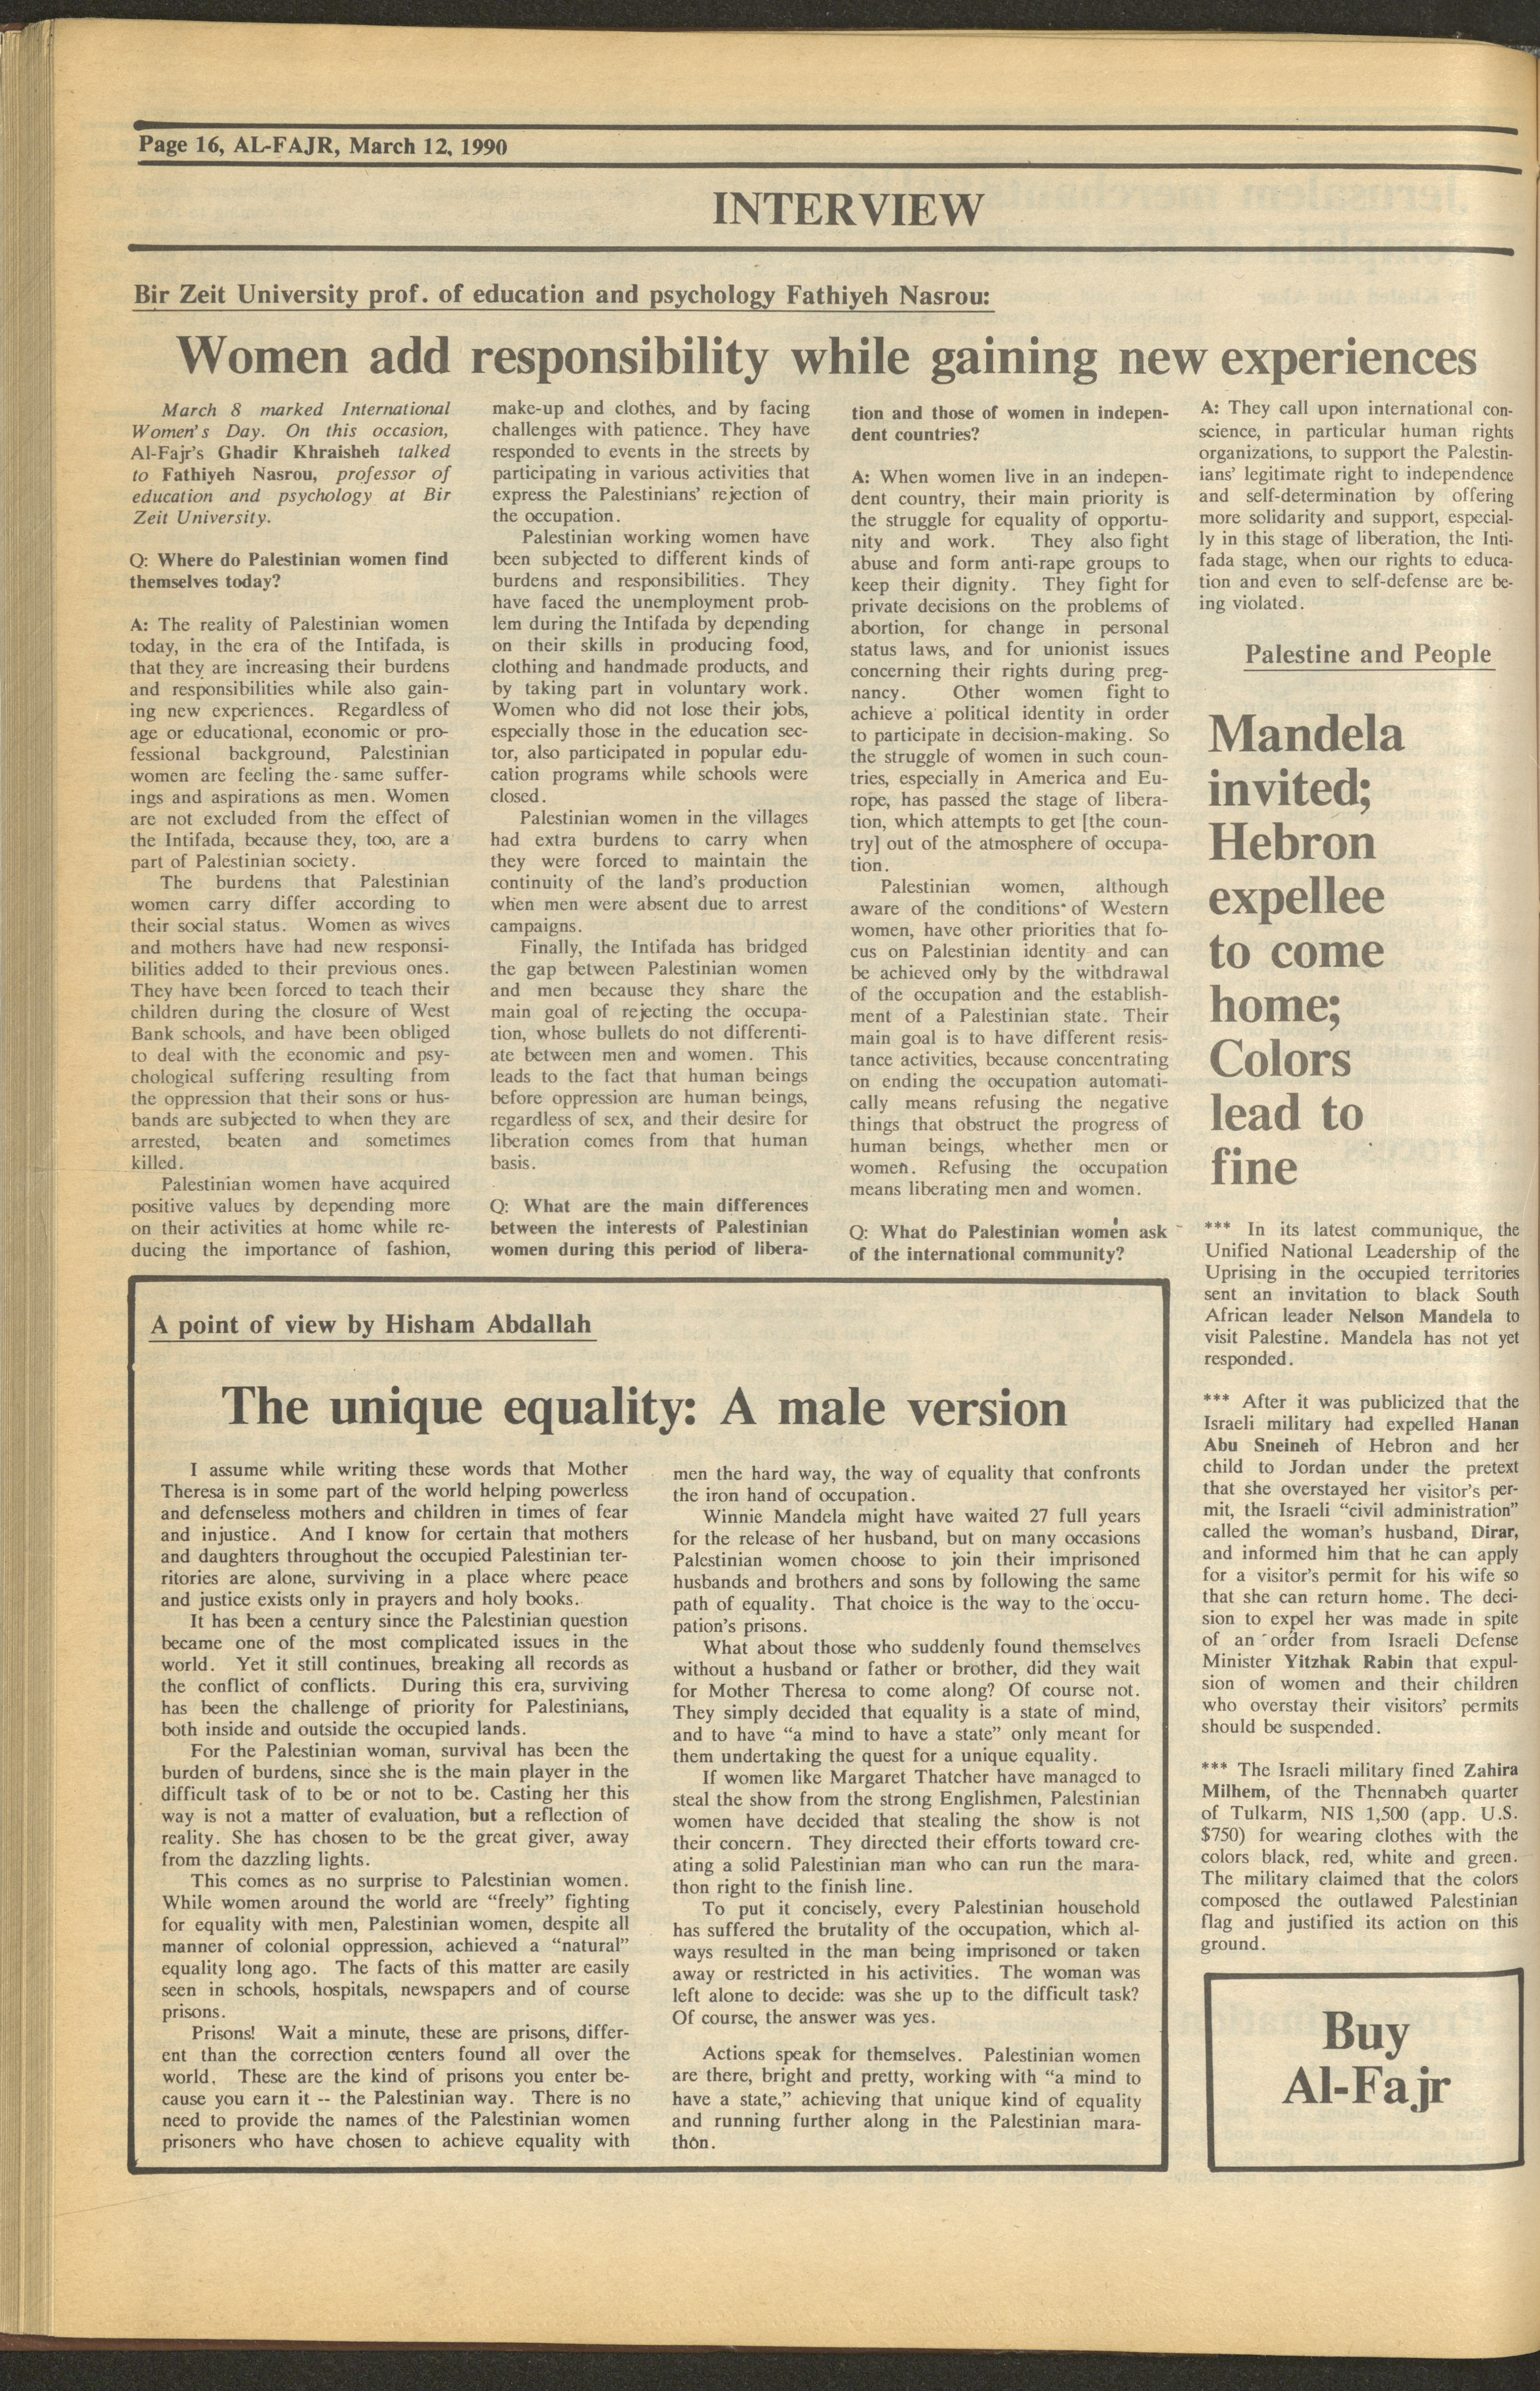 Page 16, AL-FAJR, March 12, 1990
INTERVIEW
Bir Zeit University prof. of education and psychology Fathiyeh Nasrou:
Women add responsibility while gaining new experiences
March 8 marked International
Women's Day. On this occasion,
Al-Fajr's Ghadir Khraisheh talked
to Fathiyeh Nasrou, professor of
education and psychology at Bir
Zeit University.
Q: Where do Palestinian women find
themselves today?
A: The reality of Palestinian women
today, in the era of the Intifada, is
that they are increasing their burdens
and responsibilities while also gain-
ing new experiences. Regardless of
age or educational, economic or pro-
fessional background, Palestinian
women are feeling the same suffer-
ings and aspirations as men. Women
are not excluded from the effect of
the Intifada, because they, too, are a
part of Palestinian society.
The burdens that Palestinian
women carry differ according to
their social status. Women as wives
and mothers have had new responsi-
bilities added to their previous ones.
They have been forced to teach their
children during the closure of West
Bank schools, and have been obliged
to deal with the economic and psy-
chological suffering resulting from
the oppression that their sons or hus-
bands are subjected to when they are
arrested, beaten and sometimes
killed.
Palestinian women have acquired
positive values by depending more
on their activities at home while re-
ducing the importance of fashion,
make-up and clothes, and by facing
challenges with patience. They have
responded to events in the streets by
participating in various activities that
express the Palestinians' rejection of
the occupation.
Palestinian working women have
been subjected to different kinds of
burdens and responsibilities. They
have faced the unemployment prob-
lem during the Intifada by depending
on their skills in producing food,
clothing and handmade products, and
by taking part in voluntary work.
Women who did not lose their jobs,
especially those in the education sec-
tor, also participated in popular edu-
cation programs while schools were
closed.
Palestinian women in the villages
had extra burdens to carry when
they were forced to maintain the
continuity of the land's production
when men were absent due to arrest
campaigns.
Finally, the Intifada has bridged
the gap between Palestinian women
and men because they share the
main goal of rejecting the occupa-
tion, whose bullets do not differenti-
ate between men and women. This
leads to the fact that human beings
before oppression are human beings,
regardless of sex, and their desire for
liberation comes from that human
basis.
Q: What are the main differences
between the interests of Palestinian
women during this period of libera-
tion and those of women in indepen-
dent countries?
A: When women live in an indepen-
dent country, their main priority is
the struggle for equality of opportu-
nity and work. They also fight
abuse and form anti-rape groups to
keep their dignity. They fight for
private decisions on the problems of
abortion, for change in personal
status laws, and for unionist issues
concerning their rights during preg-
nancy. Other women fight to
achieve a political identity in order
to participate in decision-making. So
the struggle of women in such coun-
tries, especially in America and Eu-
rope, has passed the stage of libera-
tion, which attempts to get [the coun-
try] out of the atmosphere of occupa-
tion.
Palestinian women, although
aware of the conditions of Western
women, have other priorities that fo-
cus on Palestinian identity and can
be achieved only by the withdrawal
of the occupation and the establish-
ment of a Palestinian state. Their
main goal is to have different resis-
tance activities, because concentrating
on ending the occupation automati-
cally means refusing the negative
things that obstruct the progress of
human beings, whether men or
women. Refusing the occupation
means liberating men and women.
Q: What do Palestinian women ask
of the international community?
A: They call upon international con-
science, in particular human rights
organizations, to support the Palestin-
ians' legitimate right to independence
and self-determination by offering
more solidarity and support, especial-
ly in this stage of liberation, the Inti-
fada stage, when our rights to educa-
tion and even to self-defense are be-
ing violated.
Palestine and People
Mandela
invited;
Hebron
expellee
to come
home;
Colors
lead to
fine
*** In its latest communique, the
Unified National Leadership of the
Uprising in the occupied territories
sent an invitation to black South
African leader Nelson Mandela to
visit Palestine. Mandela has not yet
responded.
*** After it was publicized that the
Israeli military had expelled Hanan
Abu Sneineh of Hebron and her
child to Jordan under the pretext
that she overstayed her visitor's per-
mit, the Israeli "civil administration"
called the woman's husband, Dirar,
and informed him that he can apply
for a visitor's permit for his wife so
that she can return home. The deci-
sion to expel her was made in spite
of an order from Israeli Defense
Minister Yitzhak Rabin that expul-
sion of women and their children
who overstay their visitors' permits
should be suspended.
*** The Israeli military fined Zahira
Milhem, of the Thennabeh quarter
of Tulkarm, NIS 1,500 (app. U.S.
$750) for wearing clothes with the
colors black, red, white and green.
The military claimed that the colors
composed the outlawed Palestinian
flag and justified its action on this
ground.
Buy
Al-Fajr
A point of view by Hisham Abdallah
The unique equality: A male version
I assume while writing these words that Mother
Theresa is in some part of the world helping powerless
and defenseless mothers and children in times of fear
and injustice. And I know for certain that mothers
and daughters throughout the occupied Palestinian ter-
ritories are alone, surviving in a place where peace
and justice exists only in prayers and holy books.
It has been a century since the Palestinian question
became one of the most complicated issues in the
world. Yet it still continues, breaking all records as
the conflict of conflicts. During this era, surviving
has been the challenge of priority for Palestinians,
both inside and outside the occupied lands.
For the Palestinian woman, survival has been the
burden of burdens, since she is the main player in the
difficult task of to be or not to be. Casting her this
way is not a matter of evaluation, but a reflection of
reality. She has chosen to be the great giver, away
from the dazzling lights.
This comes as no surprise to Palestinian women.
While women around the world are "freely" fighting
for equality with men, Palestinian women, despite all
manner of colonial oppression, achieved a "natural"
equality long ago. The facts of this matter are easily
seen in schools, hospitals, newspapers and of course
prisons.
Prisons! Wait a minute, these are prisons, differ-
ent than the correction centers found all over the
world. These are the kind of prisons you enter be-
cause you earn it -- the Palestinian way. There is no
need to provide the names of the Palestinian women
prisoners who have chosen to achieve equality with
men the hard way, the way of equality that confronts
the iron hand of occupation.
Winnie Mandela might have waited 27 full years
for the release of her husband, but on many occasions
Palestinian women choose to join their imprisoned
husbands and brothers and sons by following the same
path of equality. That choice is the way to the occu-
pation's prisons.
What about those who suddenly found themselves
without a husband or father or brother, did they wait
for Mother Theresa to come along? Of course not.
They simply decided that equality is a state of mind,
and to have "a mind to have a state" only meant for
them undertaking the quest for a unique equality.
If women like Margaret Thatcher have managed to
steal the show from the strong Englishmen, Palestinian
women have decided that stealing the show is not
their concern. They directed their efforts toward cre-
ating a solid Palestinian man who can run the mara-
thon right to the finish line.
To put it concisely, every Palestinian household
has suffered the brutality of the occupation, which al-
ways resulted in the man being imprisoned or taken
away or restricted in his activities. The woman was
left alone to decide: was she up to the difficult task?
Of course, the answer was yes.
Actions speak for themselves. Palestinian women
are there, bright and pretty, working with "a mind to
have a state," achieving that unique kind of equality
and running further along in the Palestinian mara-
thon.